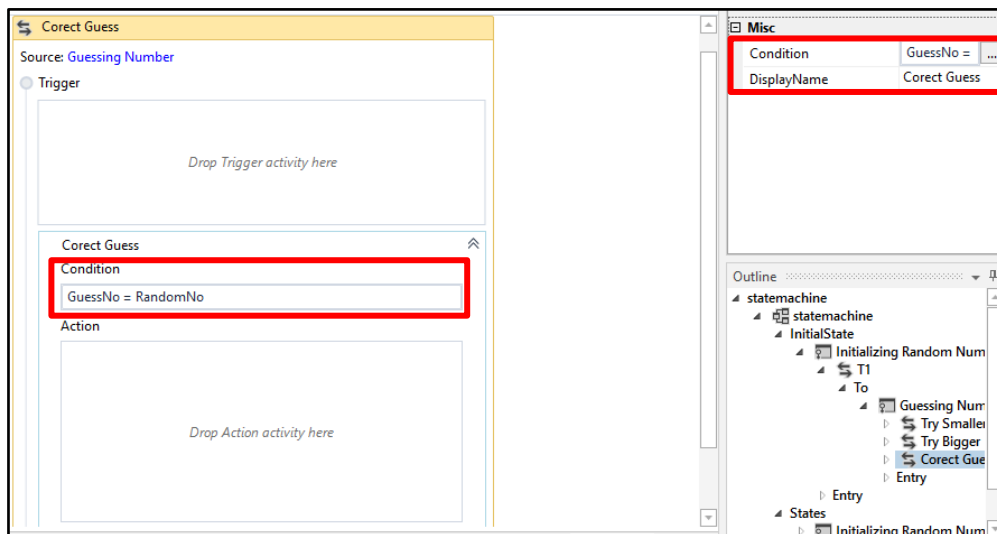 Corect Guess
Source: Guessing Number
Trigger
Drop Trigger activity here
Corect Guess
Condition
GuessNo = RandomNo
Action
Drop Action activity here
Misc
Condition GuessNo = ...
DisplayName Corect Guess
Outline
statemachine
statemachine
InitialState
Initializing Random Num
T1
To
Guessing Num
Try Smaller
Try Bigger
Corect Gue
Entry
Entry
States
Initializing Random Num